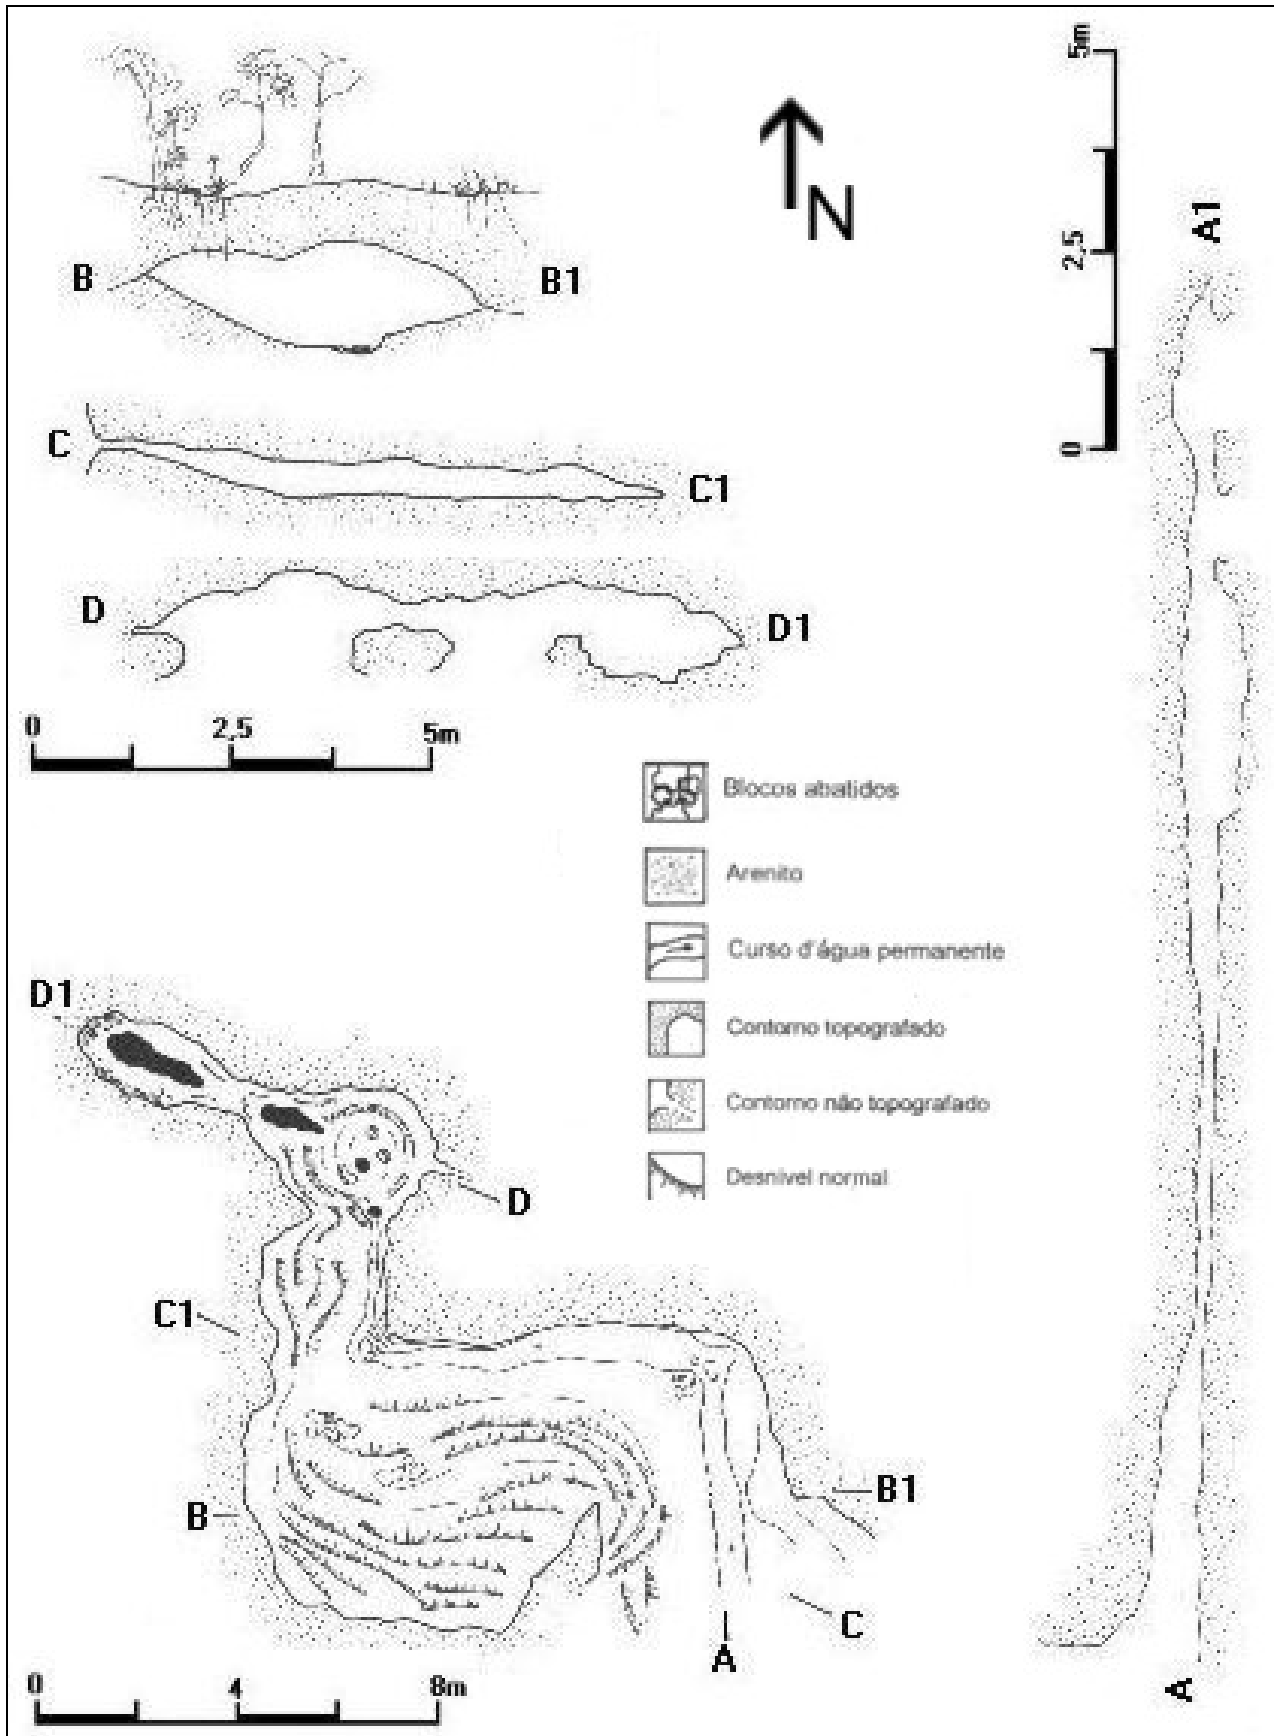 5m
2,5
0
A1
N
B
B1
C
C1
D
D1
0 2,5 5m
Blocos abatidos
Arenito
Curso d'água permanente
Contorno topografado
Contorno não topografado
Desnível normal
D1
D
C1
B
B1
C
A
A
0 4 8m